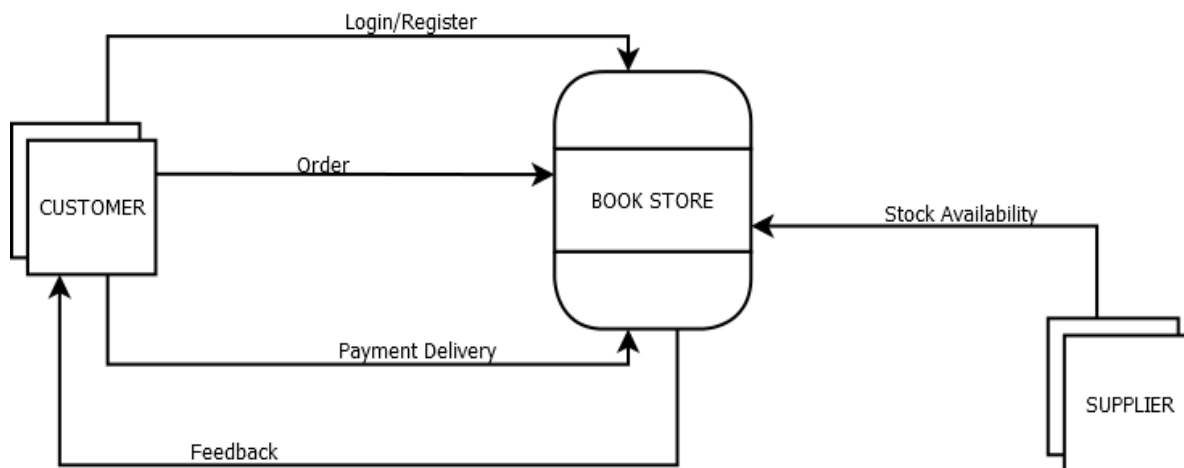 Login/Register
Order
CUSTOMER
BOOK STORE
Stock Availability
Payment Delivery
SUPPLIER
Feedback